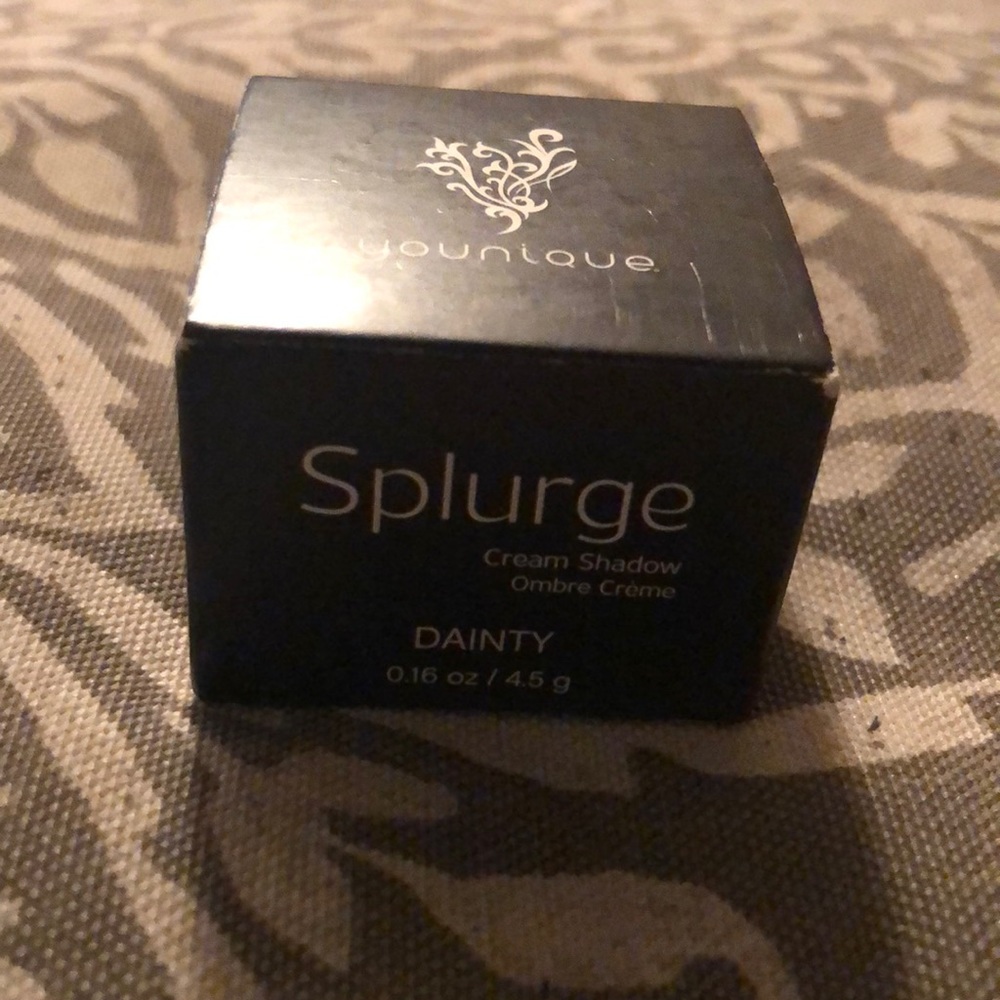 younique
Splurge
Cream Shadow
Ombre Crème
DAINTY
0.16 oz / 4.5 g